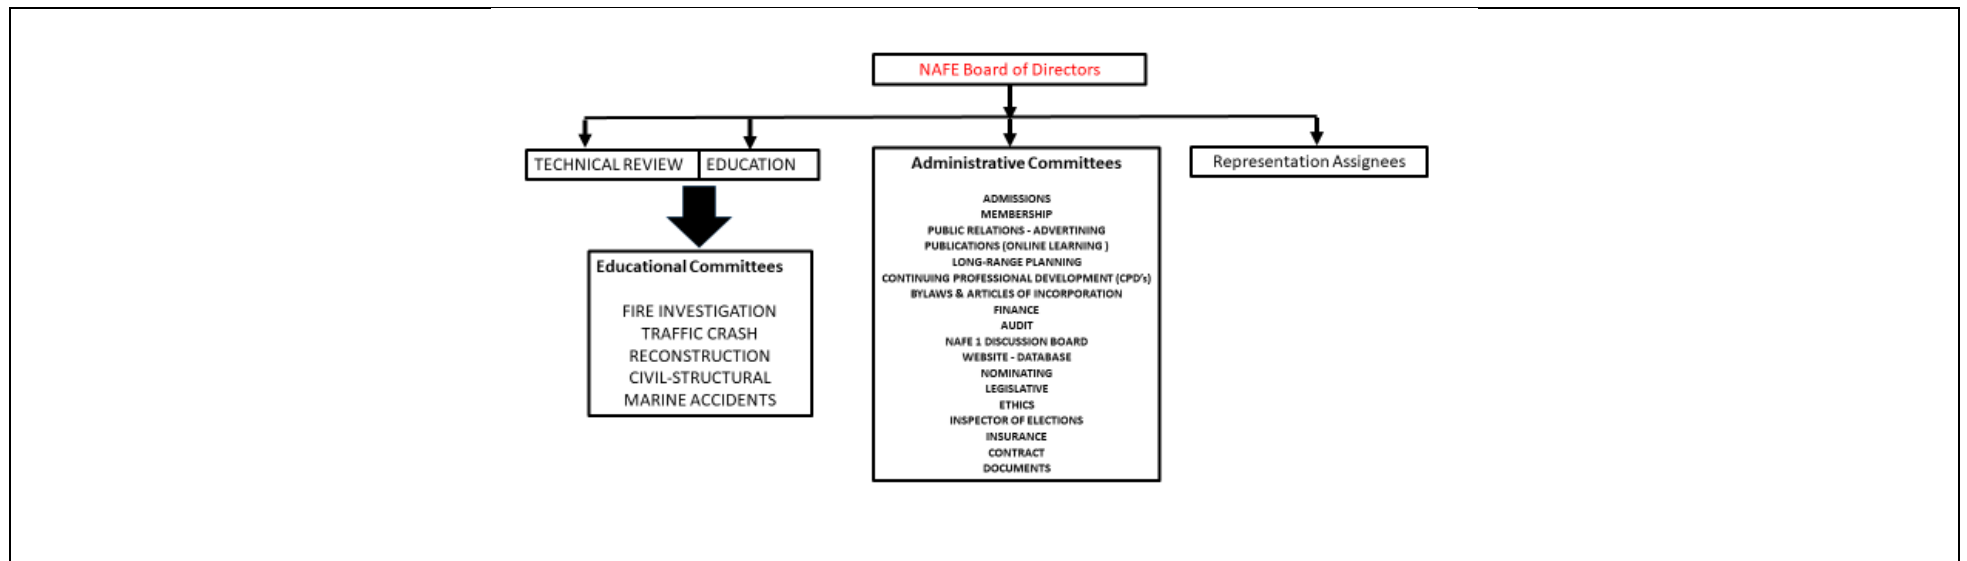 NAFE Board of Directors
TECHNICAL REVIEW
EDUCATION
Administrative Committees
ADMISSIONS
MEMBERSHIP
PUBLIC RELATIONS - ADVERTINING
PUBLICATIONS (ONLINE LEARNING )
LONG-RANGE PLANNING
CONTINUING PROFESSIONAL DEVELOPMENT (CPD's)
BYLAWS & ARTICLES OF INCORPORATION
FINANCE
AUDIT
NAFE 1 DISCUSSION BOARD
WEBSITE - DATABASE
NOMINATING
LEGISLATIVE
ETHICS
INSPECTOR OF ELECTIONS
INSURANCE
CONTRACT
DOCUMENTS
Representation Assignees
Educational Committees
FIRE INVESTIGATION
TRAFFIC CRASH
RECONSTRUCTION
CIVIL-STRUCTURAL
MARINE ACCIDENTS